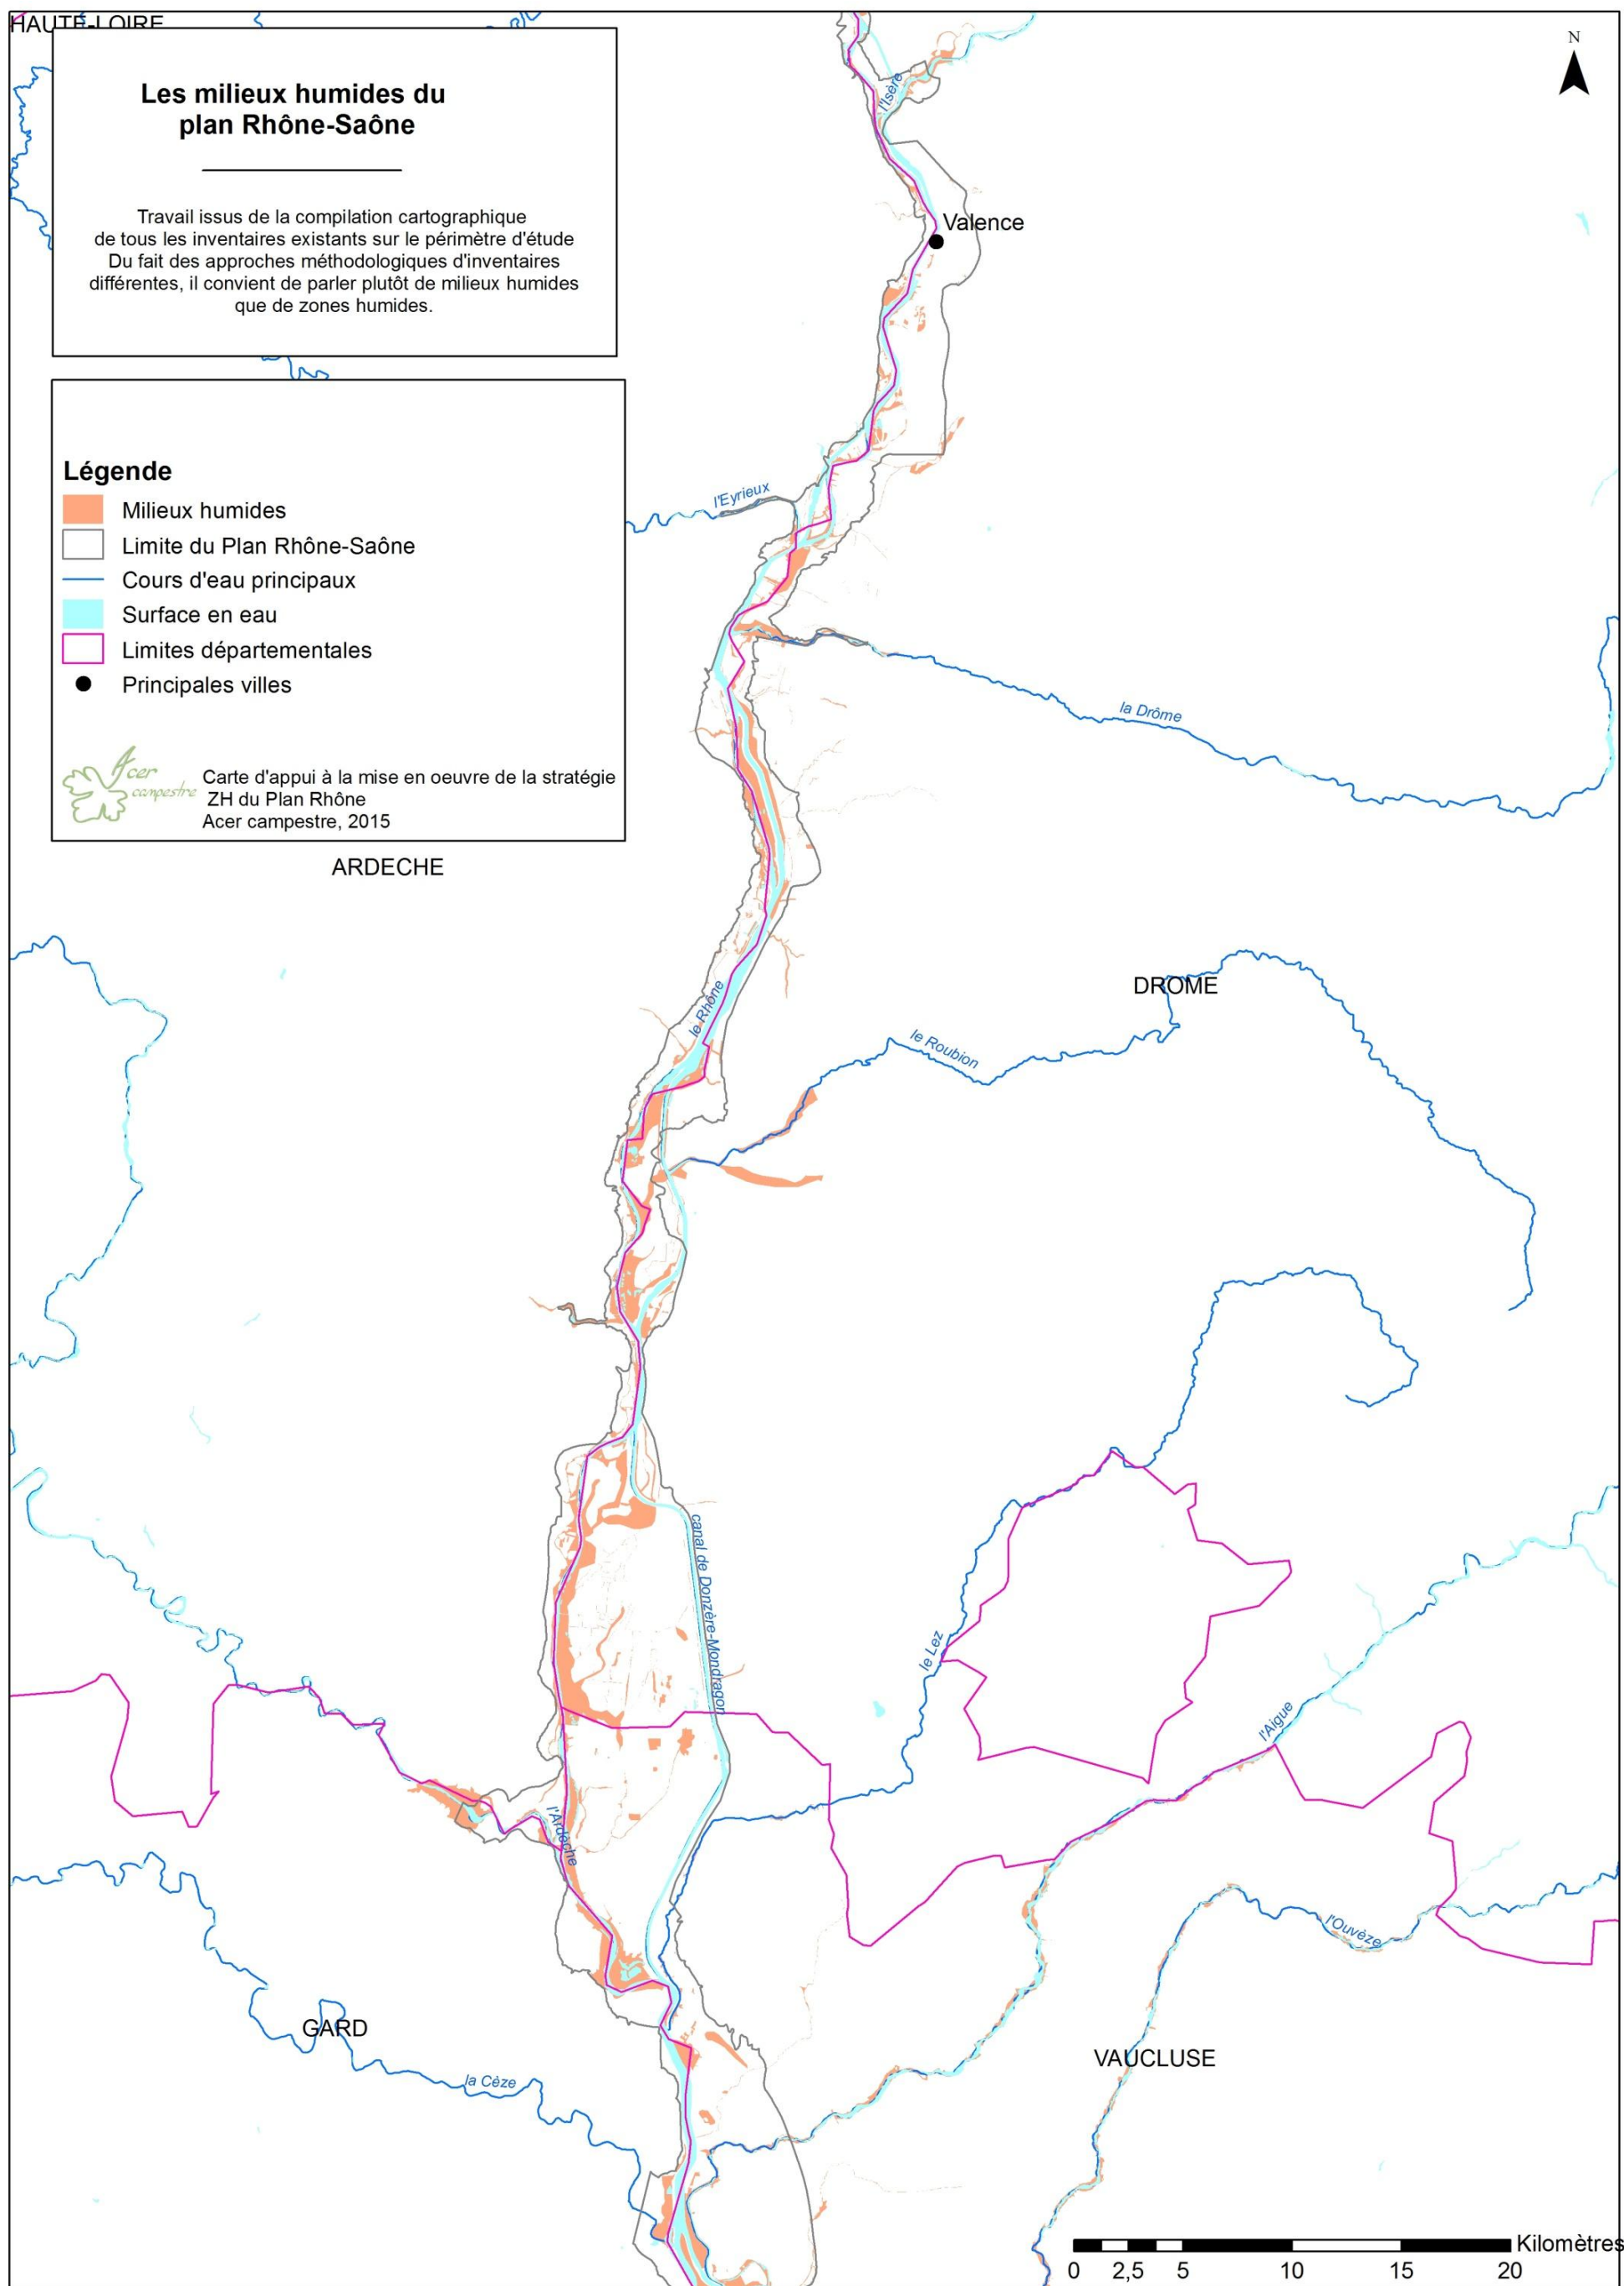 HAUTE-LOIRE
N
Les milieux humides du
plan Rhône-Saône
Travail issus de la compilation cartographique
de tous les inventaires existants sur le périmètre d'étude
Du fait des approches méthodologiques d'inventaires
différentes, il convient de parler plutôt de milieux humides
que de zones humides.
l'Isère
Valence
Légende
Milieux humides
Limite du Plan Rhône-Saône
Cours d'eau principaux
Surface en eau
Limites départementales
Principales villes
Acer
campestre
Carte d'appui à la mise en oeuvre de la stratégie
ZH du Plan Rhône
Acer campestre, 2015
l'Eyrieux
la Drôme
ARDECHE
DROME
le Rhône
le Roubion
canal de Donzère-Mondragon
le Lez
l'Aigue
l'Ardèche
l'Ouvèze
GARD
VAUCLUSE
la Cèze
Kilomètres
0 2,5 5 10 15 20